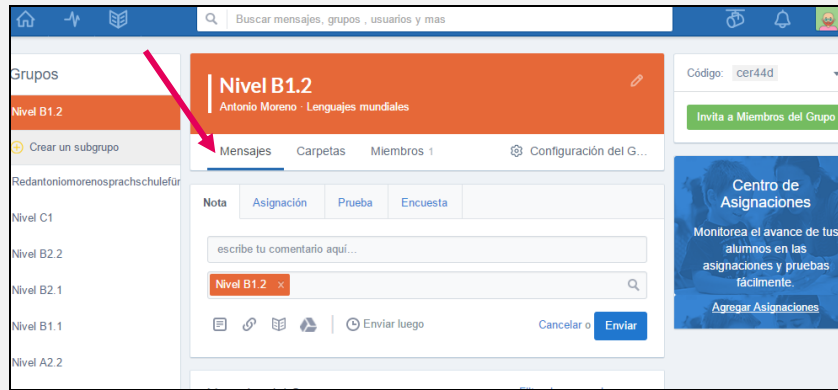 Buscar mensajes, grupos , usuarios y mas
Grupos
Nivel B1.2
Crear un subgrupo
Redantoniomorenosprachschulefür
Nivel C1
Nivel B2.2
Nivel B2.1
Nivel B1.1
Nivel A2.2
Nivel B1.2
Antonio Moreno · Lenguajes mundiales
Mensajes Carpetas Miembros 1 Configuración del G...
Nota Asignación Prueba Encuesta
escribe tu comentario aquí...
Nivel B1.2 ×
Enviar luego Cancelar o Enviar
Código: cer44d
Invita a Miembros del Grupo
Centro de
Asignaciones
Monitorea el avance de tus
alumnos en las
asignaciones y pruebas
fácilmente.
Agregar Asignaciones